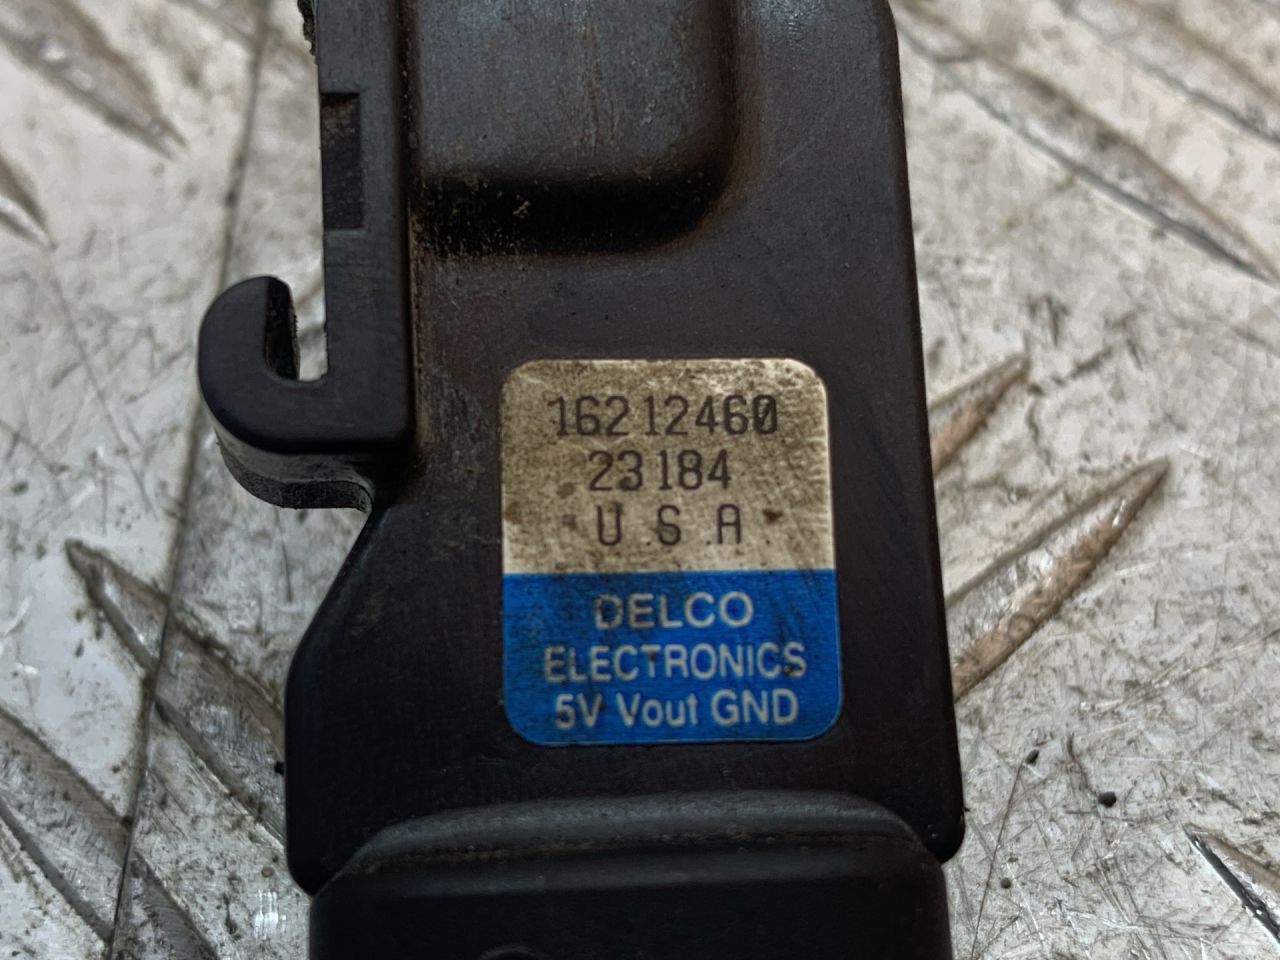 16212460
23184
U.S.A.
DELCO
ELECTRONICS
5V Vout GND